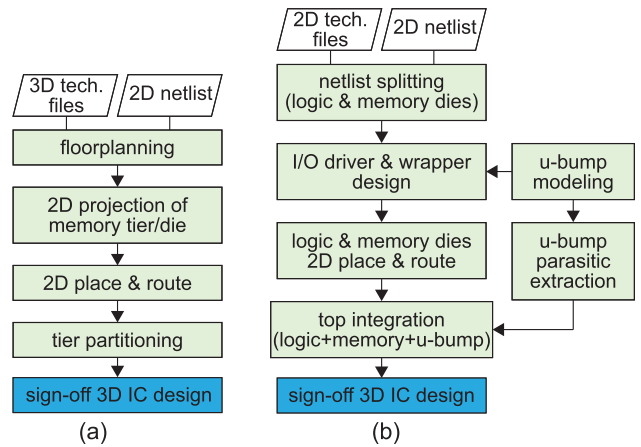 3D tech.
files
2D netlist
floorplanning
2D projection of
memory tier/die
2D place & route
tier partitioning
sign-off 3D IC design
(a)
2D tech.
files
2D netlist
netlist splitting
(logic & memory dies)
I/O driver & wrapper
design
u-bump
modeling
logic & memory dies
2D place & route
u-bump
parasitic
extraction
top integration
(logic+memory+u-bump)
sign-off 3D IC design
(b)